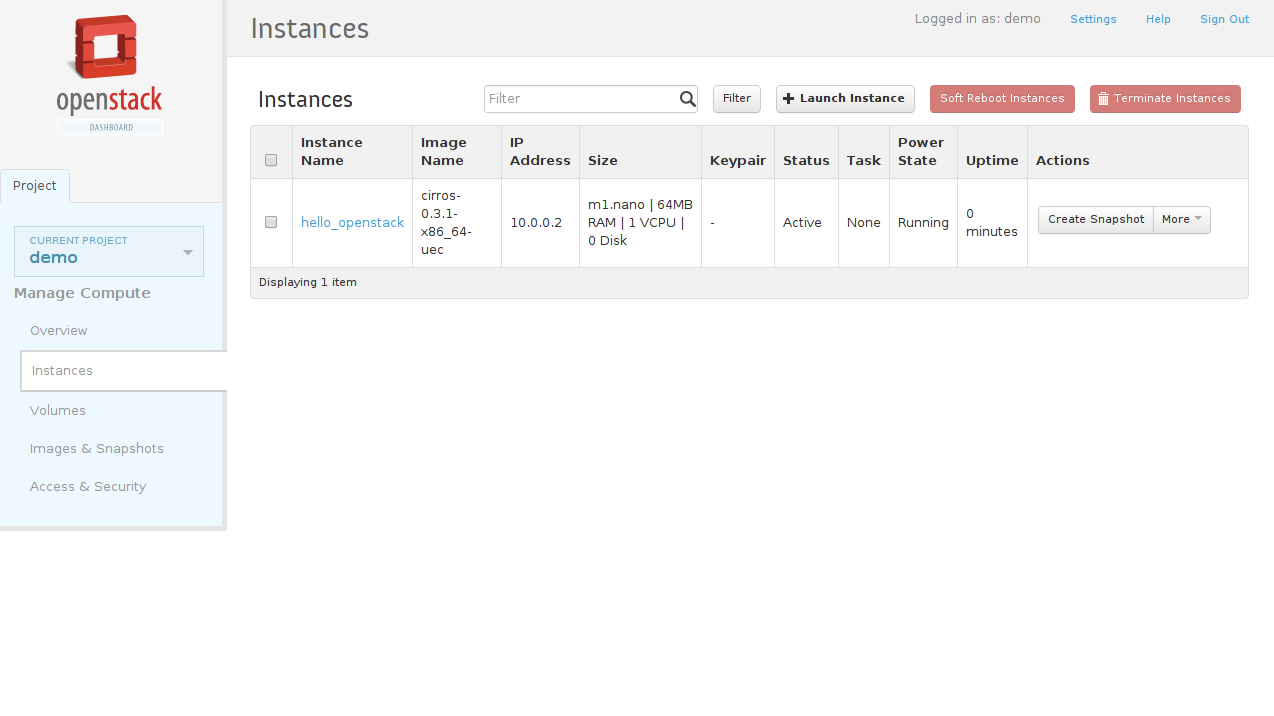 openstack
DASHBOARD
Project
CURRENT PROJECT
demo
Manage Compute
Overview
Instances
Volumes
Images & Snapshots
Access & Security
Instances
Logged in as: demo Settings Help Sign Out
Instances
Filter Filter Launch Instance Soft Reboot Instances Terminate Instances
Instance Name Image Name IP Address Size Keypair Status Task Power State Uptime Actions
hello_openstack cirros-0.3.1-x86_64-uec 10.0.0.2 m1.nano | 64MB RAM | 1 VCPU | 0 Disk - Active None Running 0 minutes Create Snapshot More
Displaying 1 item